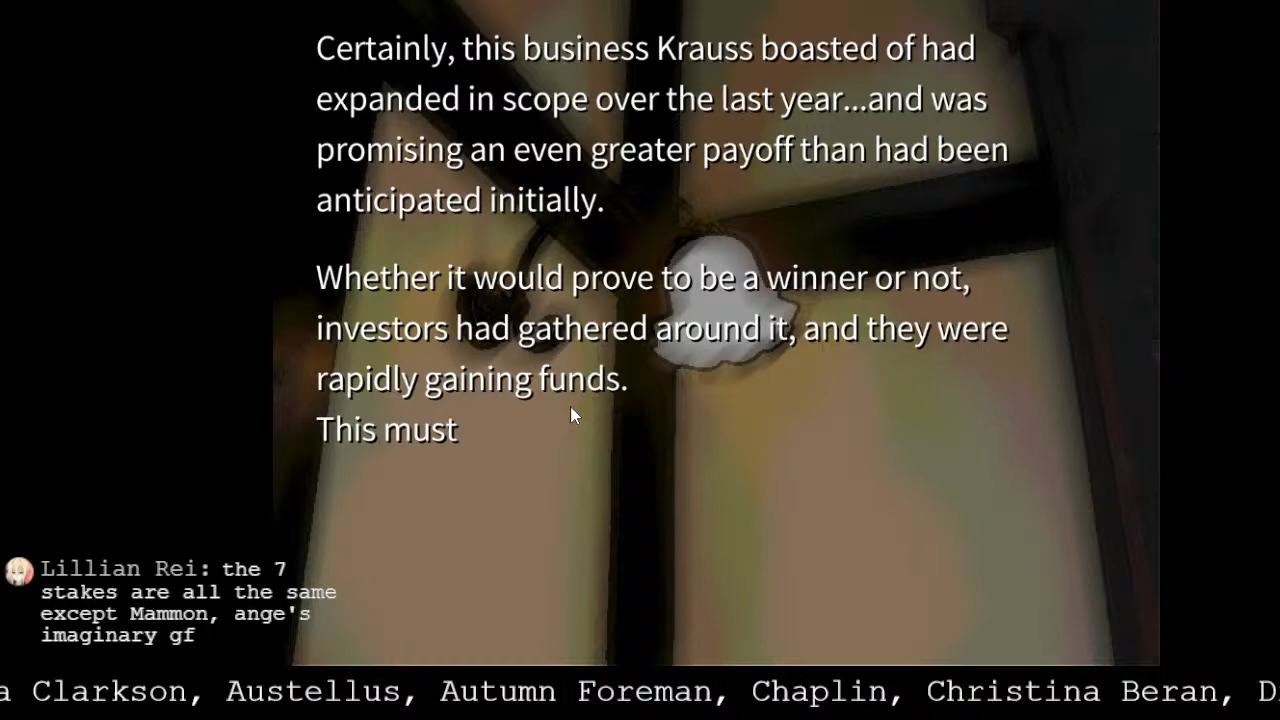 Certainly, this business Krauss boasted of had
expanded in scope over the last year...and was
promising an even greater payoff than had been
anticipated initially.
Whether it would prove to be a winner or not,
investors had gathered around it, and they were
rapidly gaining funds.
This must
Lillian Rei: the 7
stakes are all the same
except Mammon, ange's
imaginary gf
a Clarkson, Austellus, Autumn Foreman, Chaplin, Christina Beran, D